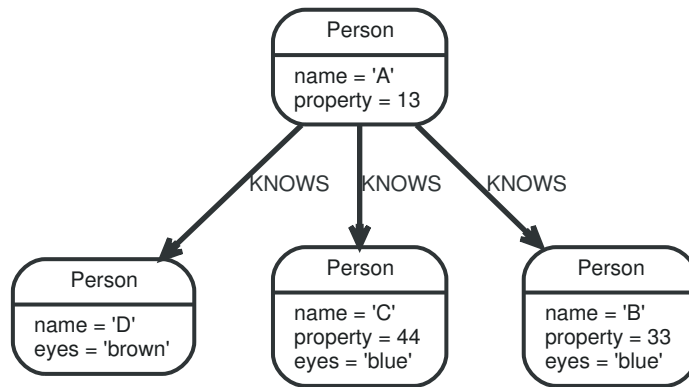 Person
name = 'A'
property = 13
KNOWS KNOWS KNOWS
Person
name = 'D'
eyes = 'brown'
Person
name = 'C'
property = 44
eyes = 'blue'
Person
name = 'B'
property = 33
eyes = 'blue'